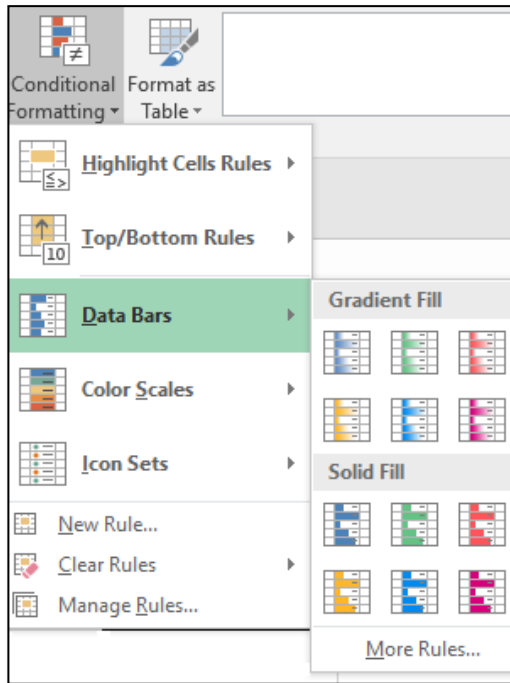 Conditional Formatting
Format as Table
≠
Highlight Cells Rules
≤ >
Top/Bottom Rules
10
Data Bars
Color Scales
Icon Sets
New Rule...
Clear Rules
Manage Rules...
Gradient Fill
Solid Fill
More Rules...